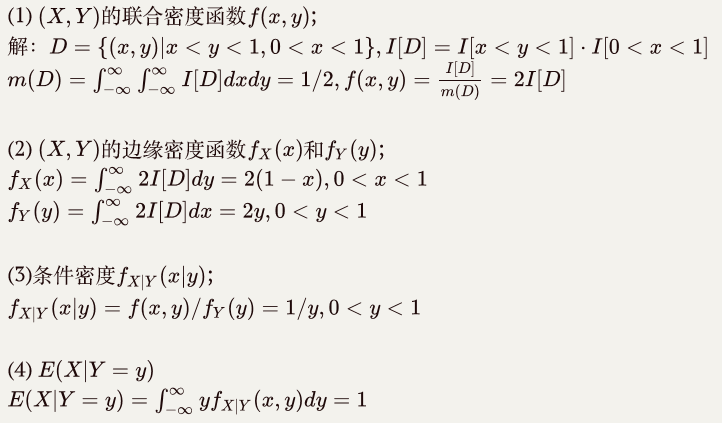 (1) (X, Y)的联合密度函数f(x, y);
解：D = {(x, y)|x < y < 1, 0 < x < 1}, I[D] = I[x < y < 1] · I[0 < x < 1]
m(D) = ∫_{-∞}^{∞} ∫_{-∞}^{∞} I[D]dxdy = 1/2, f(x, y) = \frac{I[D]}{m(D)} = 2I[D]
(2) (X, Y)的边缘密度函数f_X(x)和f_Y(y);
f_X(x) = ∫_{-∞}^{∞} 2I[D]dy = 2(1 − x), 0 < x < 1
f_Y(y) = ∫_{-∞}^{∞} 2I[D]dx = 2y, 0 < y < 1
(3)条件密度f_{X|Y}(x|y);
f_{X|Y}(x|y) = f(x, y)/f_Y(y) = 1/y, 0 < y < 1
(4) E(X|Y = y)
E(X|Y = y) = ∫_{-∞}^{∞} yf_{X|Y}(x, y)dy = 1